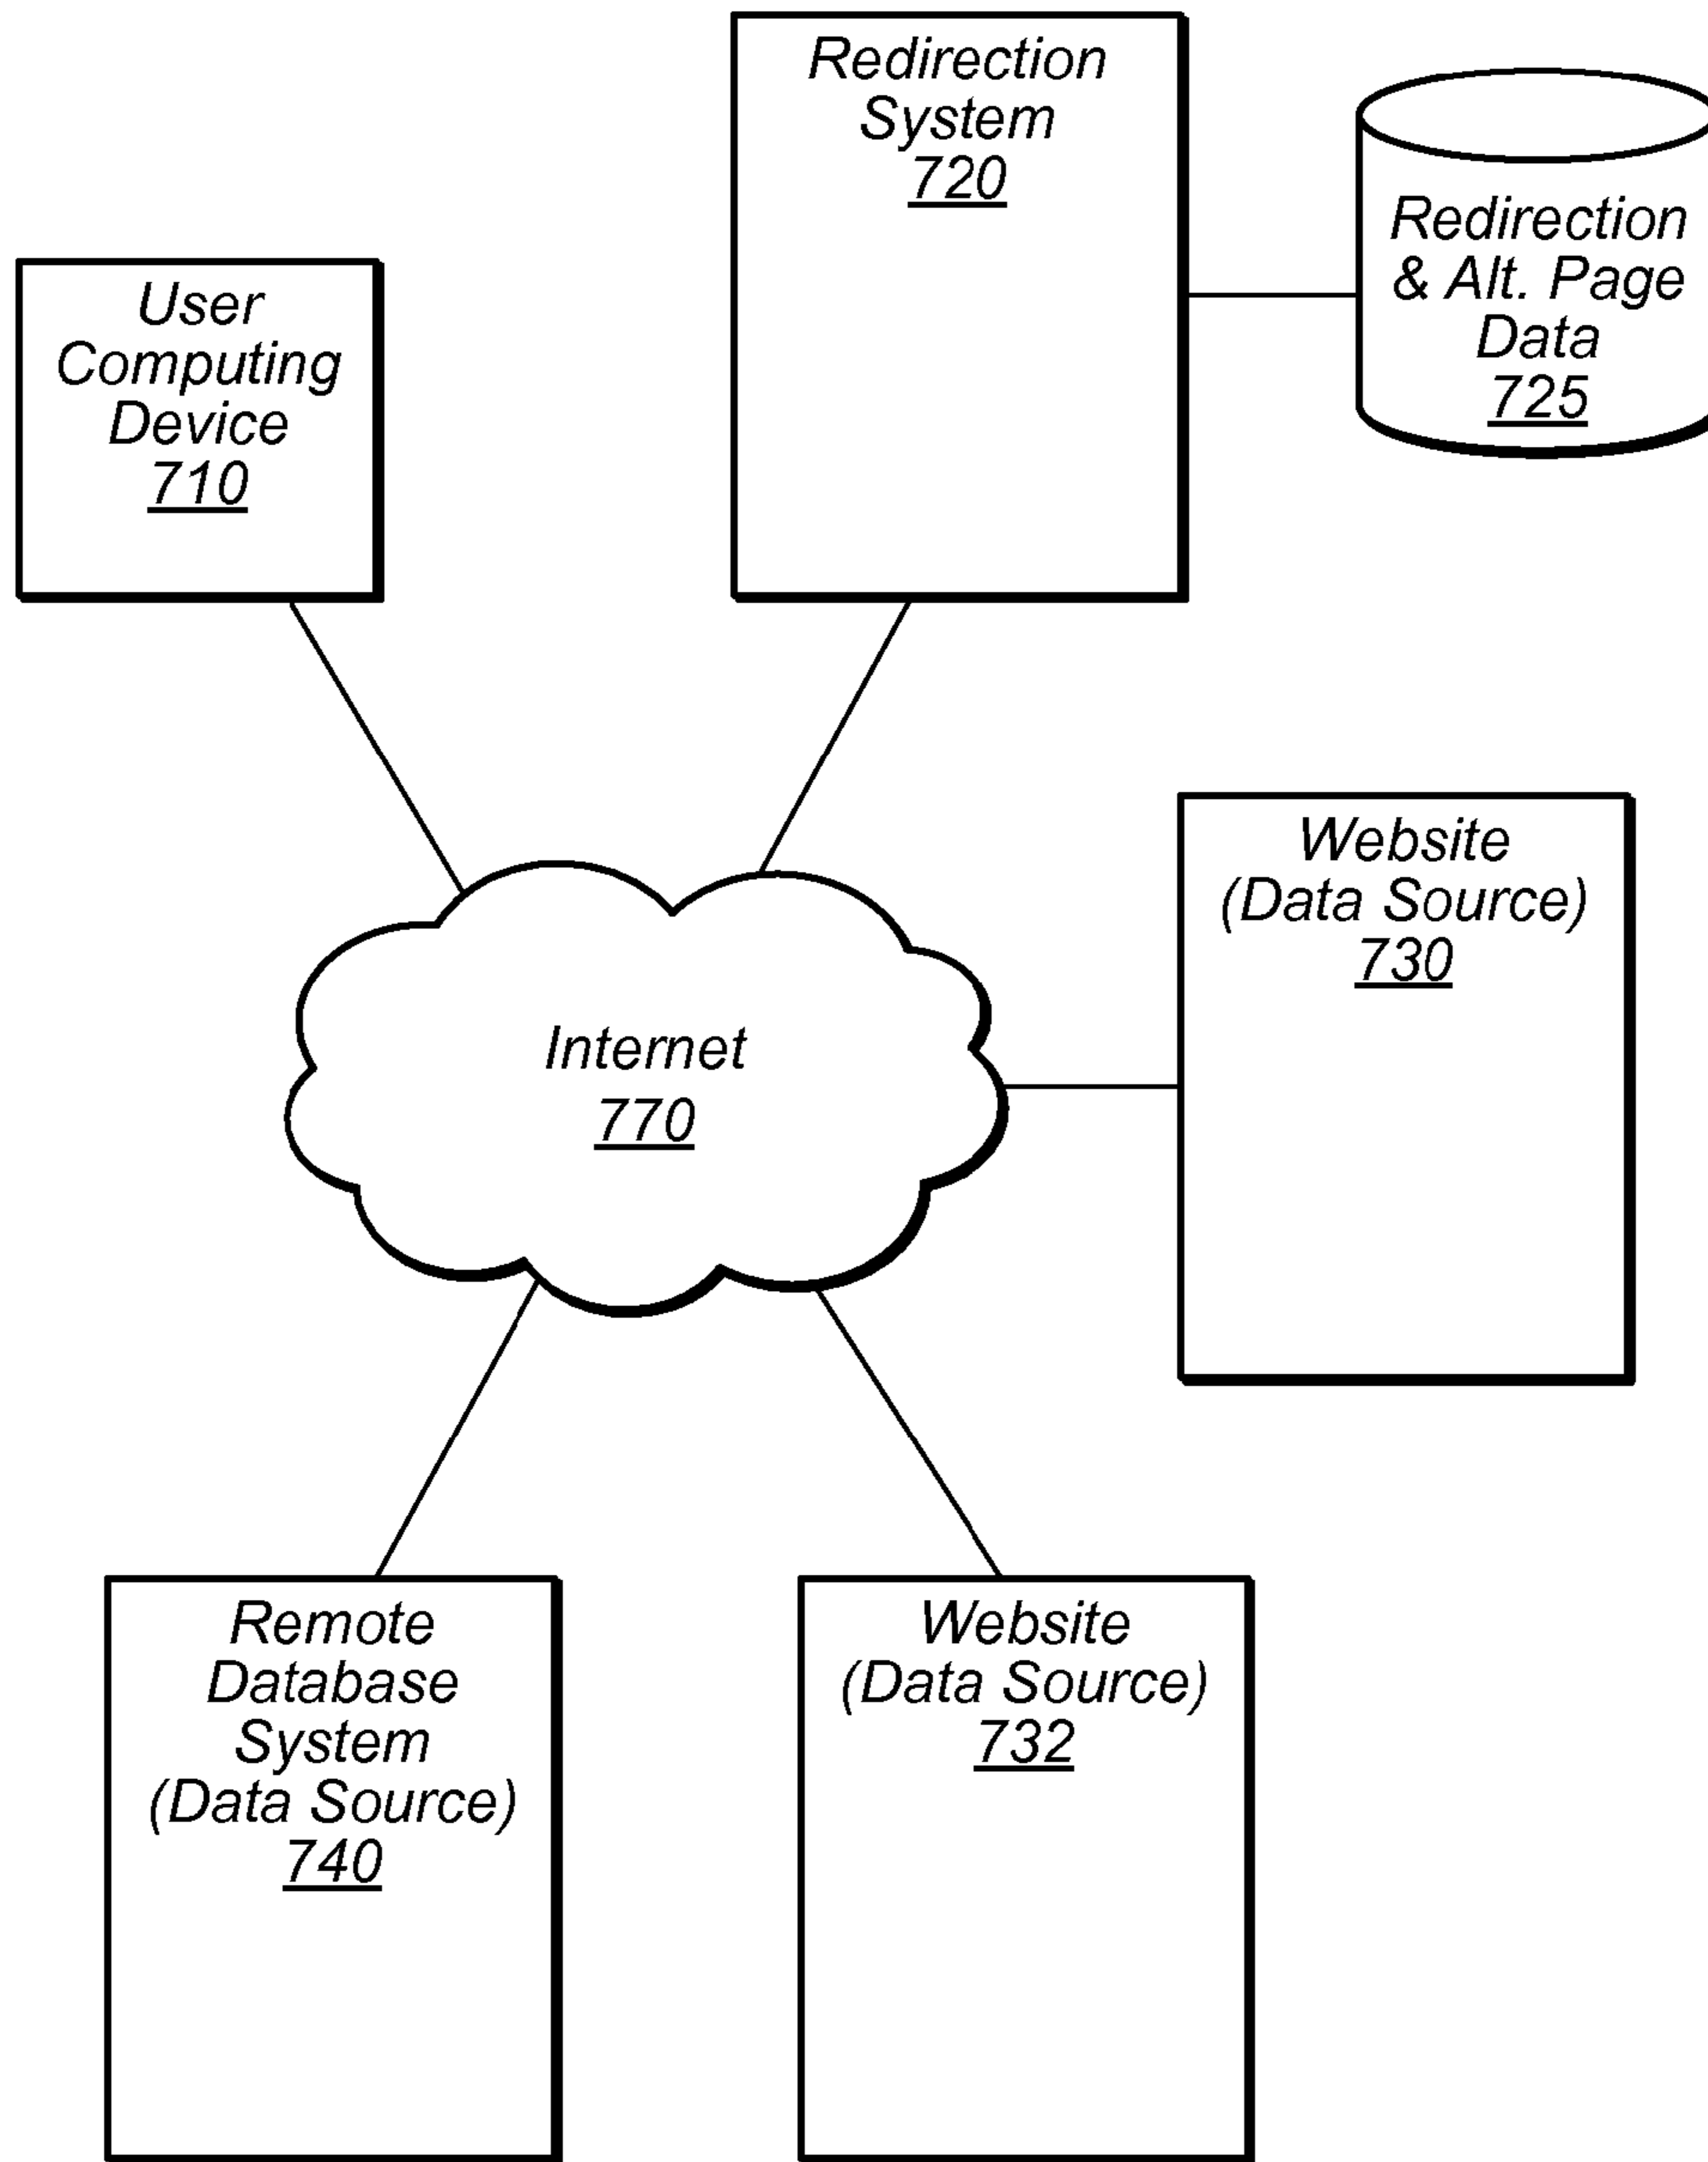 Redirection
System
720
Redirection
& Alt. Page
Data
725
User
Computing
Device
710
Website
(Data Source)
730
Internet
770
Remote
Database
System
(Data Source)
740
Website
(Data Source)
732